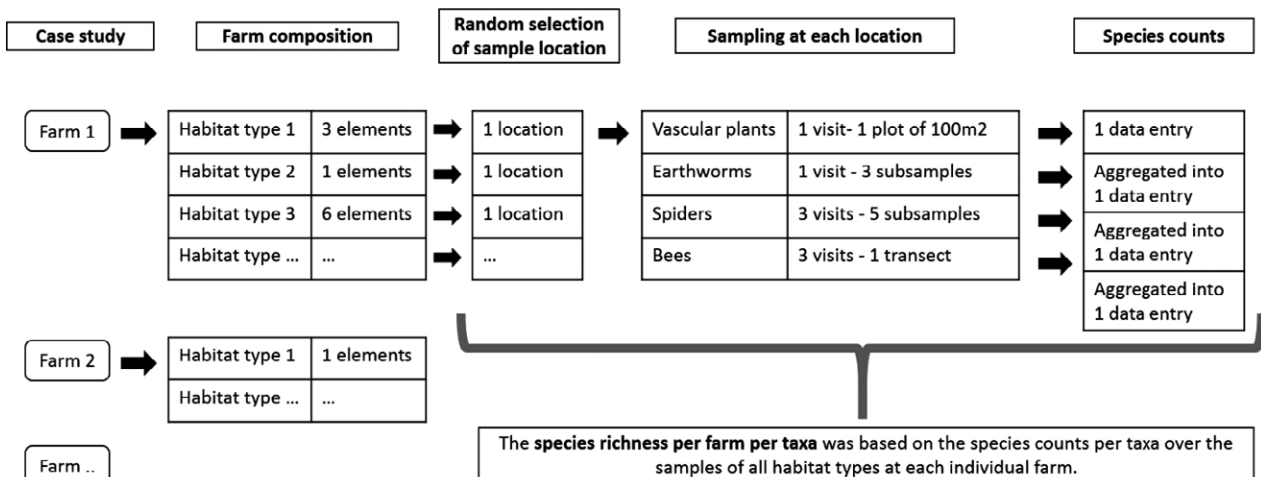 Case study
Farm composition
Random selection
of sample location
Sampling at each location
Species counts
Farm 1
Habitat type 1 3 elements
1 location
Vascular plants 1 visit- 1 plot of 100m2
1 data entry
Habitat type 2 1 elements
1 location
Earthworms 1 visit - 3 subsamples
Aggregated into
1 data entry
Habitat type 3 6 elements
1 location
Spiders 3 visits - 5 subsamples
Aggregated into
1 data entry
Habitat type ... ...
...
Bees 3 visits - 1 transect
Aggregated into
1 data entry
Farm 2
Habitat type 1 1 elements
Habitat type ... ...
Farm ..
The species richness per farm per taxa was based on the species counts per taxa over the
samples of all habitat types at each individual farm.